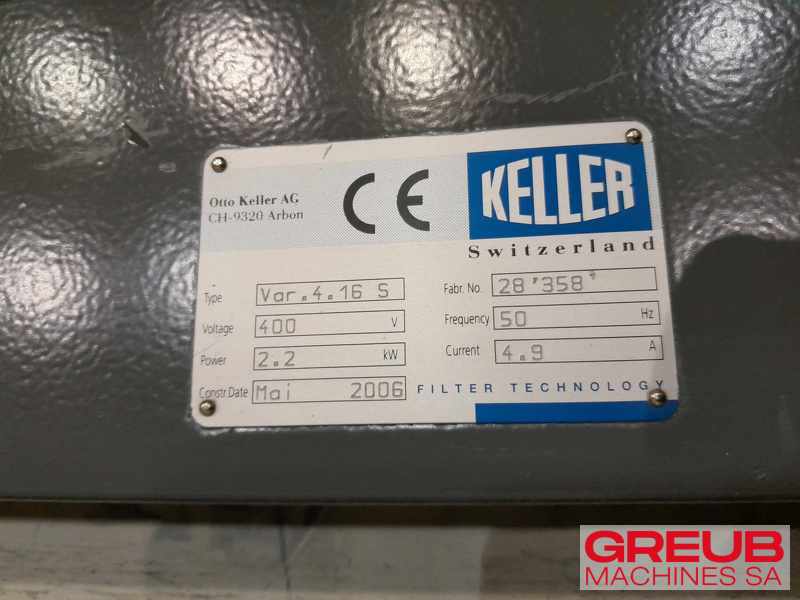 Otto Keller AG
CH-9320 Arbon
CE
KELLER
Switzerland
Type Var.4.16 S
Fabr. No. 28'358'
Voltage 400 V
Frequency 50 Hz
Power 2.2 kW
Current 4.9 A
Constr.Date Mai 2006
FILTER TECHNOLOGY
GREUB
MACHINES SA